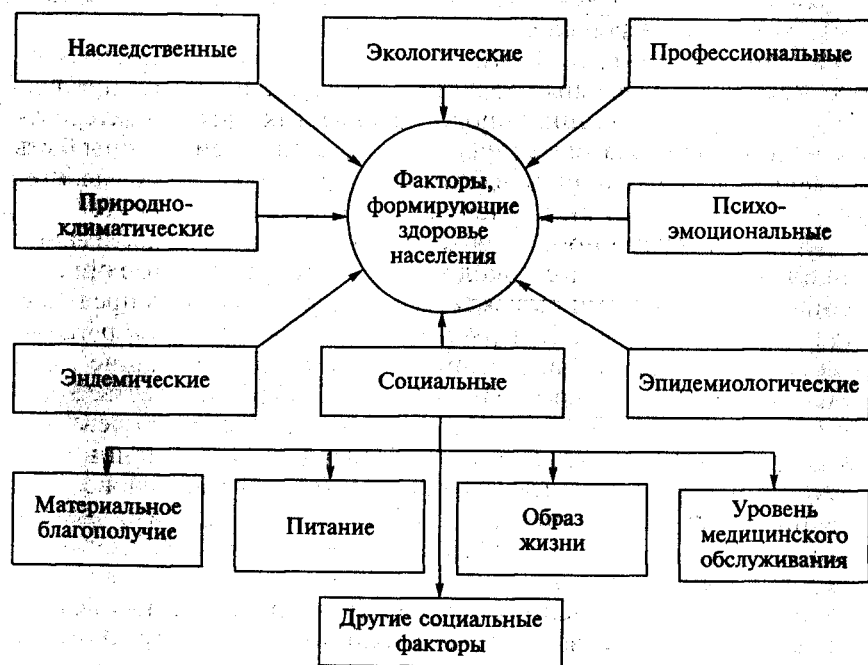 Наследственные
Экологические
Профессиональные
Природно-
климатические
Факторы,
формирующие
здоровье
населения
Психо-
эмоциональные
Эндемические
Социальные
Эпидемиологические
Материальное
благополучие
Питание
Образ
жизни
Уровень
медицинского
обслуживания
Другие социальные
факторы